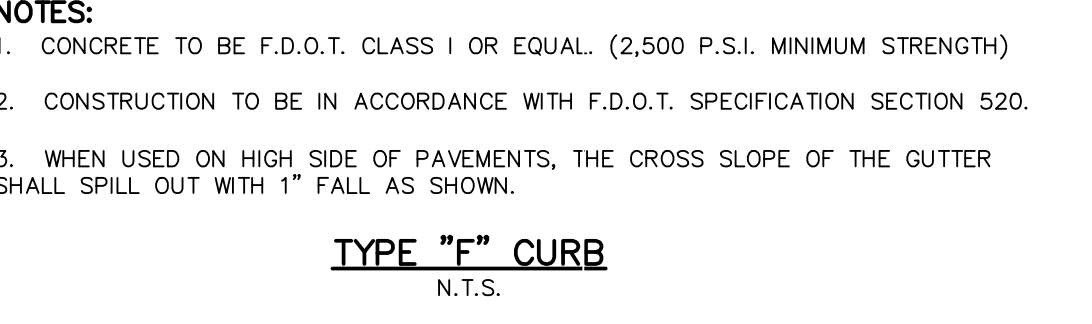 NOTES:
1. CONCRETE TO BE F.D.O.T. CLASS I OR EQUAL.. (2,500 P.S.I. MINIMUM STRENGTH)
2. CONSTRUCTION TO BE IN ACCORDANCE WITH F.D.O.T. SPECIFICATION SECTION 520.
3. WHEN USED ON HIGH SIDE OF PAVEMENTS, THE CROSS SLOPE OF THE GUTTER
SHALL SPILL OUT WITH 1" FALL AS SHOWN.
TYPE "F" CURB
N.T.S.